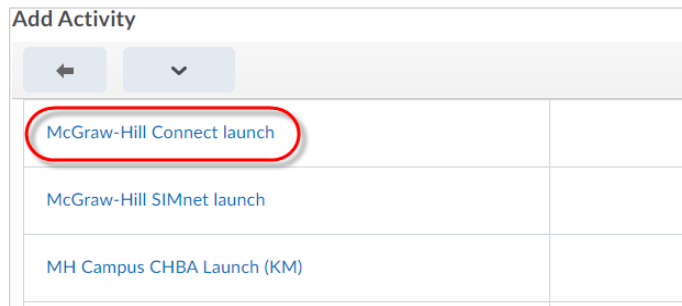 Add Activity
McGraw-Hill Connect launch
McGraw-Hill SIMnet launch
MH Campus CHBA Launch (KM)